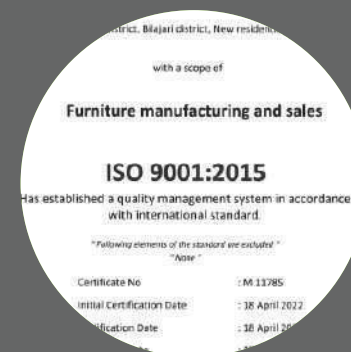 district, Bilajari district, New
with a scope of
Furniture manufacturing and sales
ISO 9001:2015
Has established a quality management system in accordance
with international standard.
"Following elements of the standard are excluded "
"None "
Certificate No : M 11785
Initial Certification Date : 18 April 2022
Date : 18 April